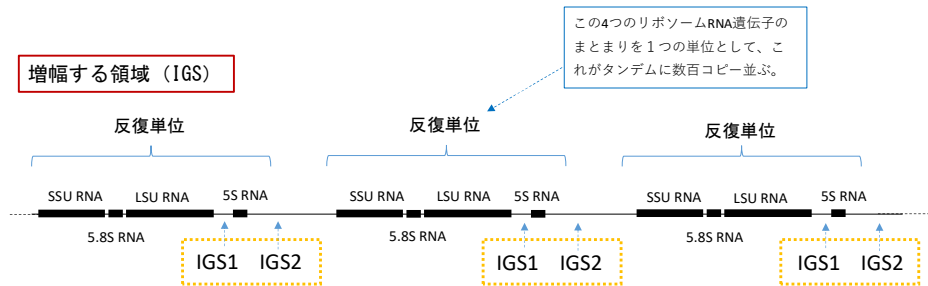 この4つのリボソームRNA遺伝子の
まとまりを１つの単位として、こ
れがタンデムに数百コピー並ぶ。
増幅する領域（IGS）
反復単位
反復単位
反復単位
SSU RNA LSU RNA 5S RNA SSU RNA LSU RNA 5S RNA SSU RNA LSU RNA 5S RNA
5.8S RNA 5.8S RNA 5.8S RNA
IGS1 IGS2 IGS1 IGS2 IGS1 IGS2